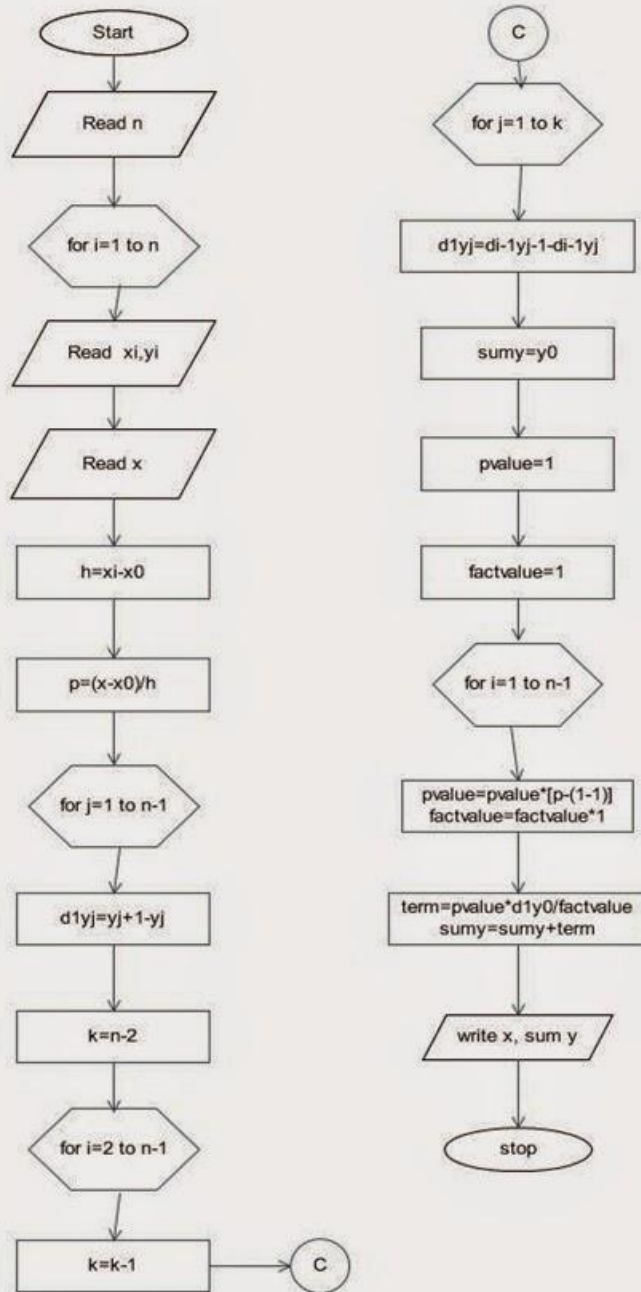 Start
Read n
for i=1 to n
Read xi,yi
Read x
h=xi-x0
p=(x-x0)/h
for j=1 to n-1
d1yj=yj+1-yj
k=n-2
for i=2 to n-1
k=k-1
C
C
for j=1 to k
d1yj=di-1yj-1-di-1yj
sumy=y0
pvalue=1
factvalue=1
for i=1 to n-1
pvalue=pvalue*[p-(1-1)]
factvalue=factvalue*1
term=pvalue*d1y0/factvalue
sumy=sumy+term
write x, sum y
stop